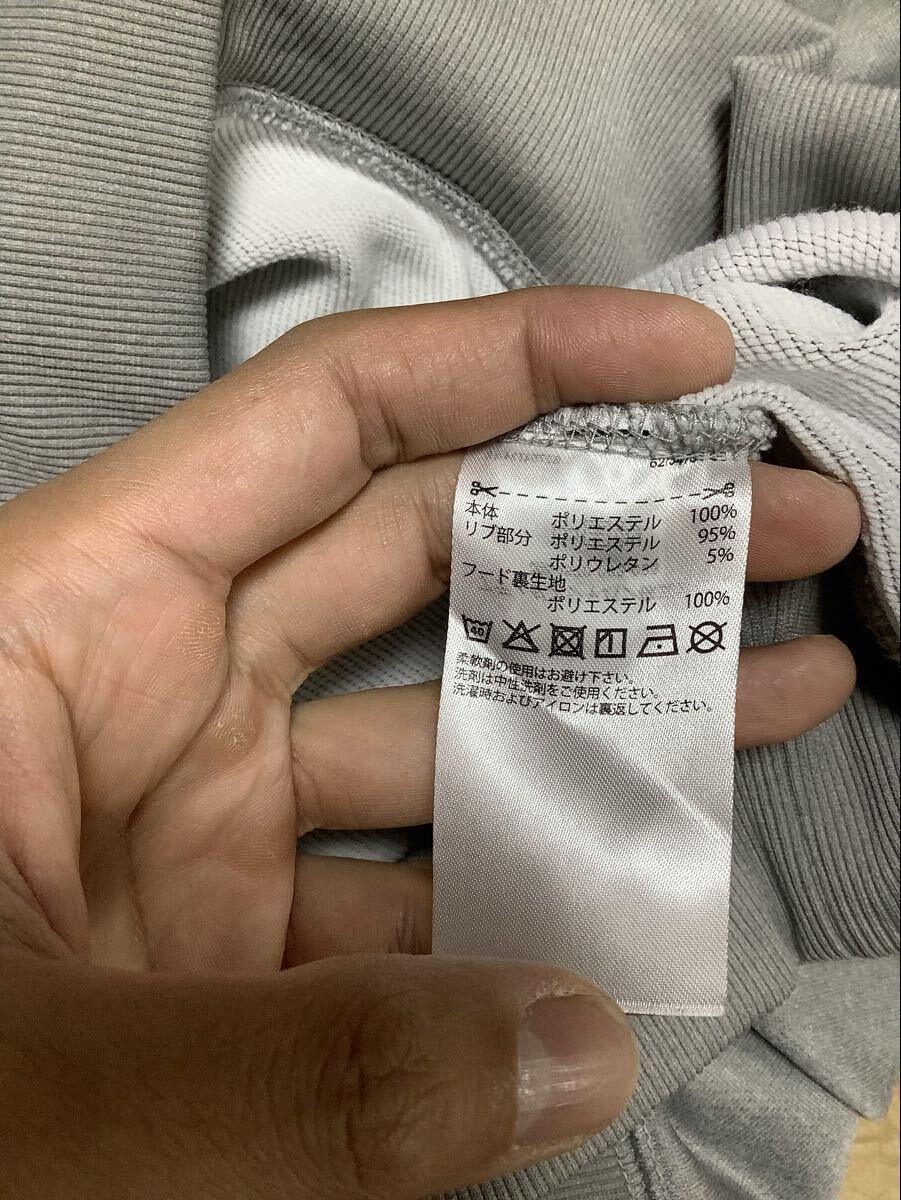 本体 ポリエステル 100%
リブ部分 ポリエステル 95%
ポリウレタン 5%
フード裏生地
ポリエステル 100%
40
柔軟剤の使用はお避け下さい。
洗剤は中性洗剤をご使用ください。
洗濯時およびアイロンは裏返してください。